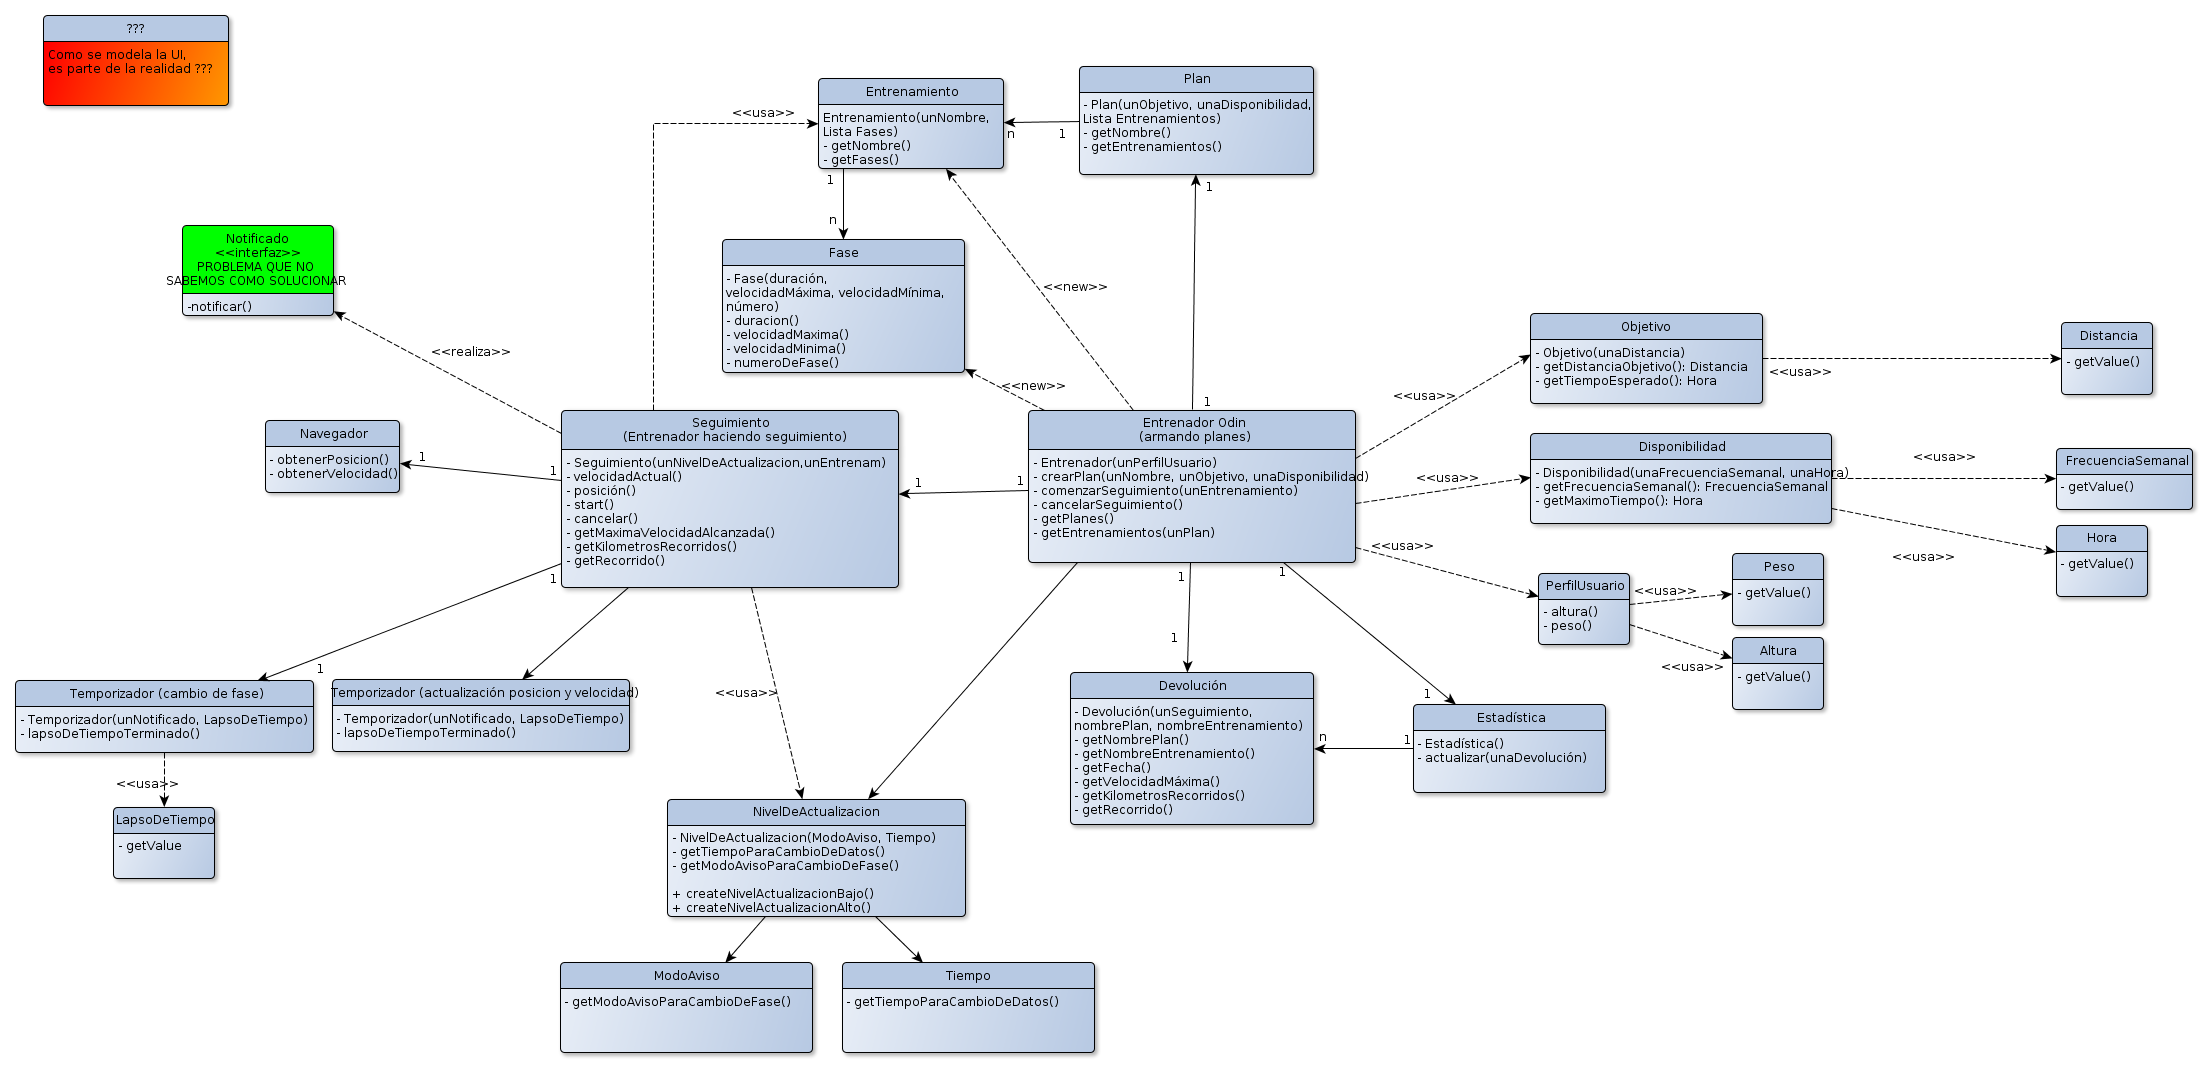 ???
Como se modela la UI,
es parte de la realidad ???
Entrenamiento
Entrenamiento(unNombre,
Lista Fases)
- getNombre()
- getFases()
Plan
- Plan(unObjetivo, unaDisponibilidad,
Lista Entrenamientos)
- getNombre()
- getEntrenamientos()
<<usa>>
n
1
1
n
1
Notificado
<<interfaz>>
PROBLEMA QUE NO
SABEMOS COMO SOLUCIONAR
-notificar()
Fase
- Fase(duración,
velocidadMáxima, velocidadMínima,
número)
- duracion()
- velocidadMaxima()
- velocidadMinima()
- numeroDeFase()
<<new>>
<<realiza>>
<<new>>
1
Objetivo
- Objetivo(unaDistancia)
- getDistanciaObjetivo(): Distancia
- getTiempoEsperado(): Hora
<<usa>>
Distancia
- getValue()
<<usa>>
Navegador
- obtenerPosicion()
- obtenerVelocidad()
1
1
Seguimiento
(Entrenador haciendo seguimiento)
- Seguimiento(unNivelDeActualizacion,unEntrenam)
- velocidadActual()
- posición()
- start()
- cancelar()
- getMaximaVelocidadAlcanzada()
- getKilometrosRecorridos()
- getRecorrido()
1
1
Entrenador Odin
(armando planes)
- Entrenador(unPerfilUsuario)
- crearPlan(unNombre, unObjetivo, unaDisponibilidad)
- comenzarSeguimiento(unEntrenamiento)
- cancelarSeguimiento()
- getPlanes()
- getEntrenamientos(unPlan)
<<usa>>
Disponibilidad
- Disponibilidad(unaFrecuenciaSemanal, unaHora)
- getFrecuenciaSemanal(): FrecuenciaSemanal
- getMaximoTiempo(): Hora
<<usa>>
FrecuenciaSemanal
- getValue()
<<usa>>
Hora
- getValue()
<<usa>>
PerfilUsuario
- altura()
- peso()
<<usa>>
Peso
- getValue()
<<usa>>
Altura
- getValue()
1
1
1
1
1
1
Temporizador (cambio de fase)
- Temporizador(unNotificado, LapsoDeTiempo)
- lapsoDeTiempoTerminado()
Temporizador (actualización posicion y velocidad)
- Temporizador(unNotificado, LapsoDeTiempo)
- lapsoDeTiempoTerminado()
<<usa>>
Devolución
- Devolución(unSeguimiento,
nombrePlan, nombreEntrenamiento)
- getNombrePlan()
- getNombreEntrenamiento()
- getFecha()
- getVelocidadMáxima()
- getKilometrosRecorridos()
- getRecorrido()
n
1
Estadística
- Estadística()
- actualizar(unaDevolución)
<<usa>>
LapsoDeTiempo
- getValue
NivelDeActualizacion
- NivelDeActualizacion(ModoAviso, Tiempo)
- getTiempoParaCambioDeDatos()
- getModoAvisoParaCambioDeFase()
+ createNivelActualizacionBajo()
+ createNivelActualizacionAlto()
ModoAviso
- getModoAvisoParaCambioDeFase()
Tiempo
- getTiempoParaCambioDeDatos()